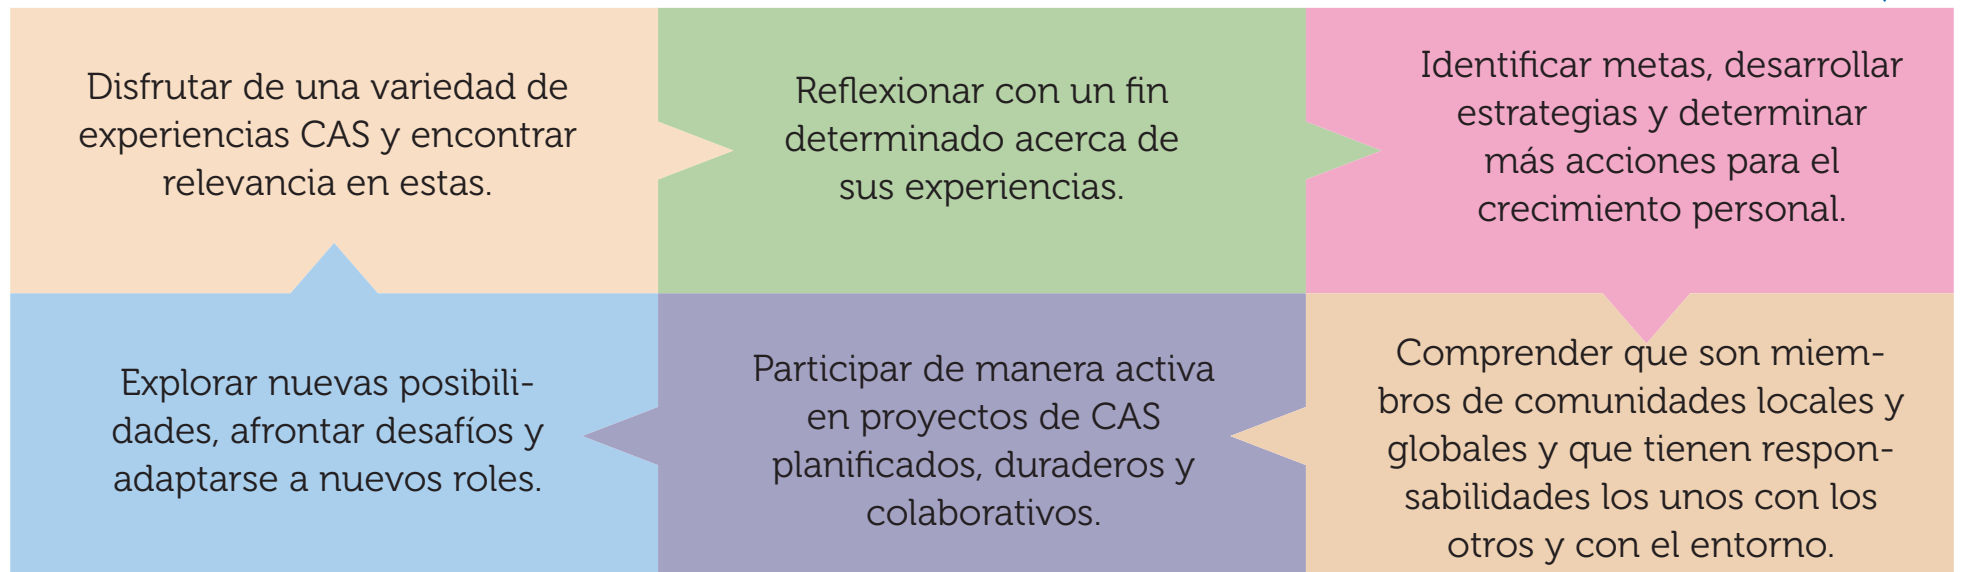 Disfrutar de una variedad de
experiencias CAS y encontrar
relevancia en estas.
Reflexionar con un fin
determinado acerca de
sus experiencias.
Identificar metas, desarrollar
estrategias y determinar
más acciones para el
crecimiento personal.
Comprender que son miem-
bros de comunidades locales y
globales y que tienen respon-
sabilidades los unos con los
otros y con el entorno.
Participar de manera activa
en proyectos de CAS
planificados, duraderos y
colaborativos.
Explorar nuevas posibili-
dades, afrontar desafíos y
adaptarse a nuevos roles.